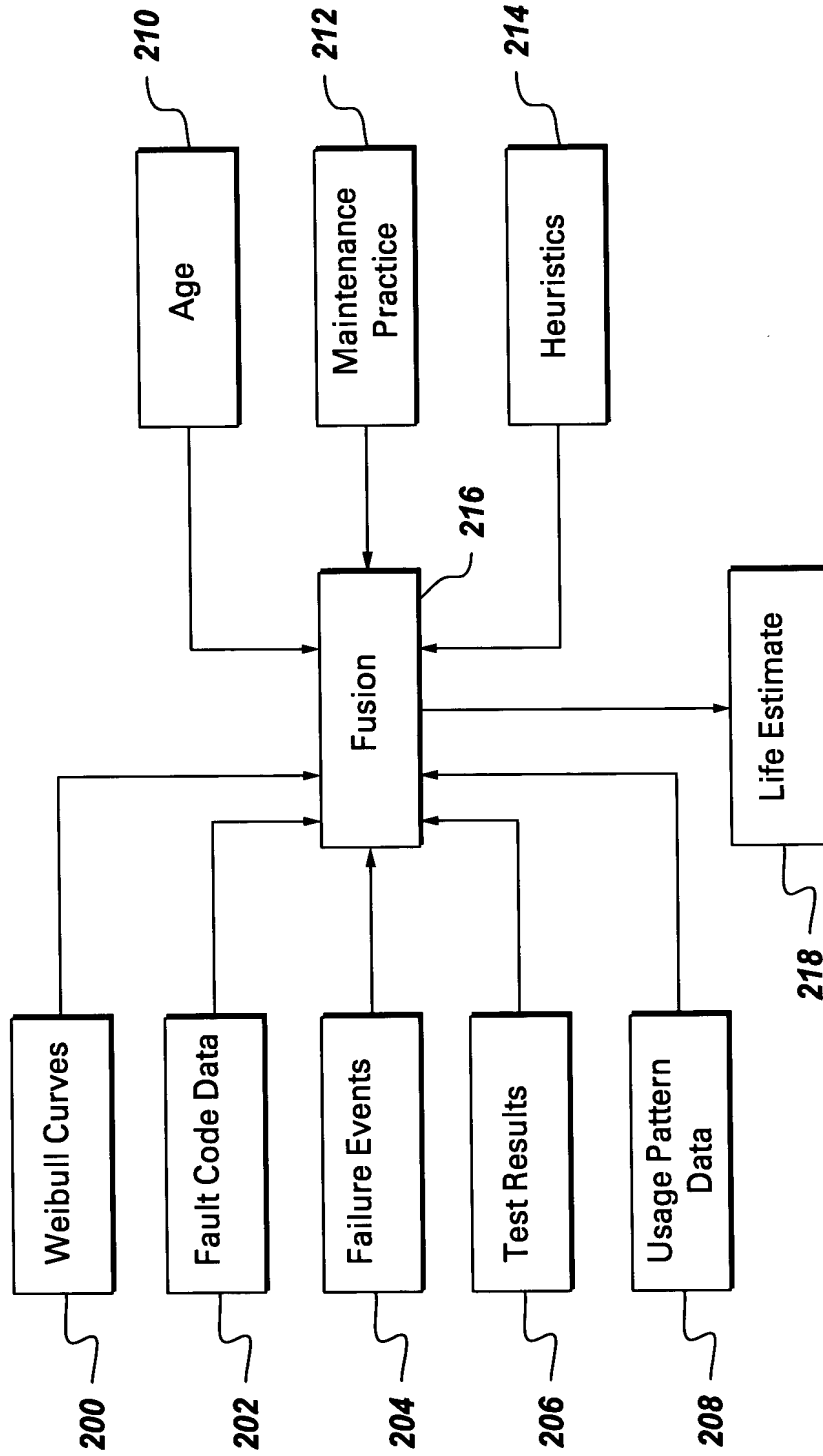 Weibull Curves
200
Fault Code Data
202
Failure Events
204
Test Results
206
Usage Pattern
Data
208
Age
210
Maintenance
Practice
212
Heuristics
214
Fusion
216
Life Estimate
218